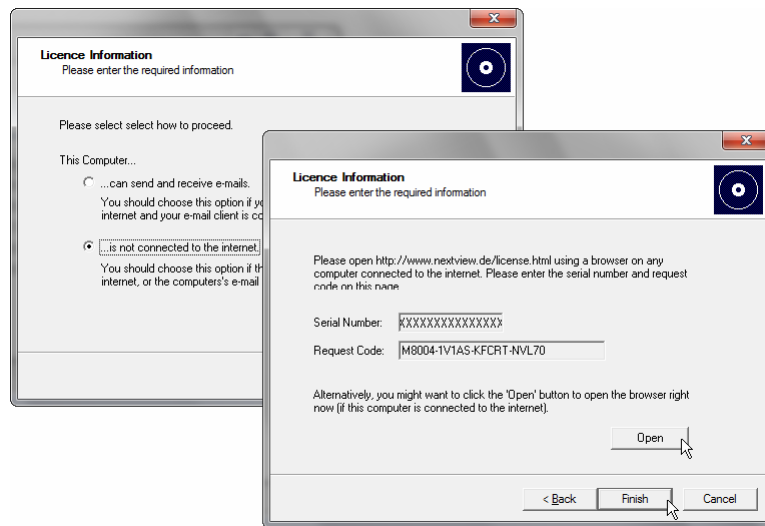 Licence Information
Please enter the required information
Please select select how to proceed.
This Computer...
...can send and receive e-mails.
You should choose this option if
internet and your e-mail client is
...is not connected to the internet.
You should choose this option if
internet, or the computers's e-mail
Licence Information
Please enter the required information
Please open http://www.nextview.de/license.html using a browser on any
computer connected to the internet. Please enter the serial number and request
code on this page
Serial Number: XXXXXXXXXXXXXXX
Request Code: M8004-1V1AS-KFCRT-NVL70
Alternatively, you might want to click the 'Open' button to open the browser right
now (if this computer is connected to the internet).
Open
< Back Finish Cancel